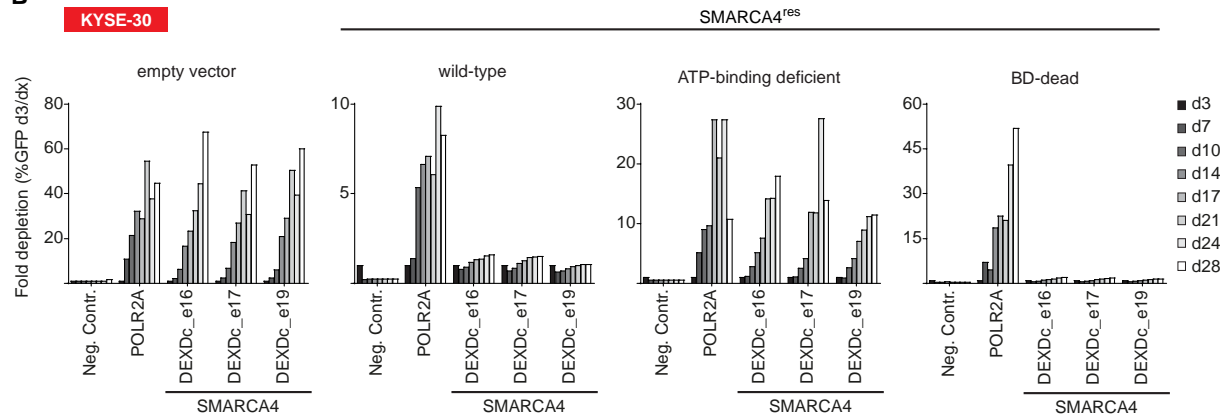 B
KYSE-30
SMARCA4res
empty vector
wild-type
ATP-binding deficient
BD-dead
Fold depletion (%GFP d3/dx)
80
60
40
20
10
5
30
20
10
60
45
30
15
d3
d7
d10
d14
d17
d21
d24
d28
Neg. Contr.
POLR2A
DEXDc_e16
DEXDc_e17
DEXDc_e19
SMARCA4
Neg. Contr.
POLR2A
DEXDc_e16
DEXDc_e17
DEXDc_e19
SMARCA4
Neg. Contr.
POLR2A
DEXDc_e16
DEXDc_e17
DEXDc_e19
SMARCA4
Neg. Contr.
POLR2A
DEXDc_e16
DEXDc_e17
DEXDc_e19
SMARCA4